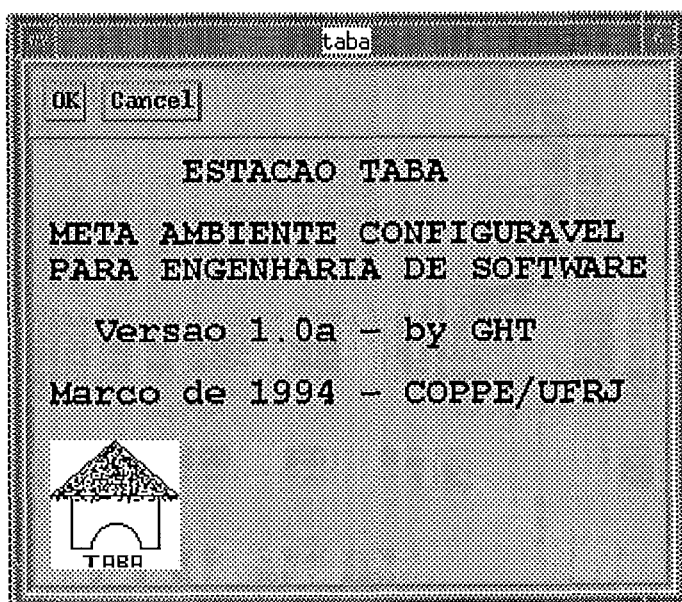 taba
OK Cancel
ESTACAO TABA
META AMBIENTE CONFIGURAVEL
PARA ENGENHARIA DE SOFTWARE
Versao 1.0a - by GHT
Marco de 1994 - COPPE/UFRJ
TABA